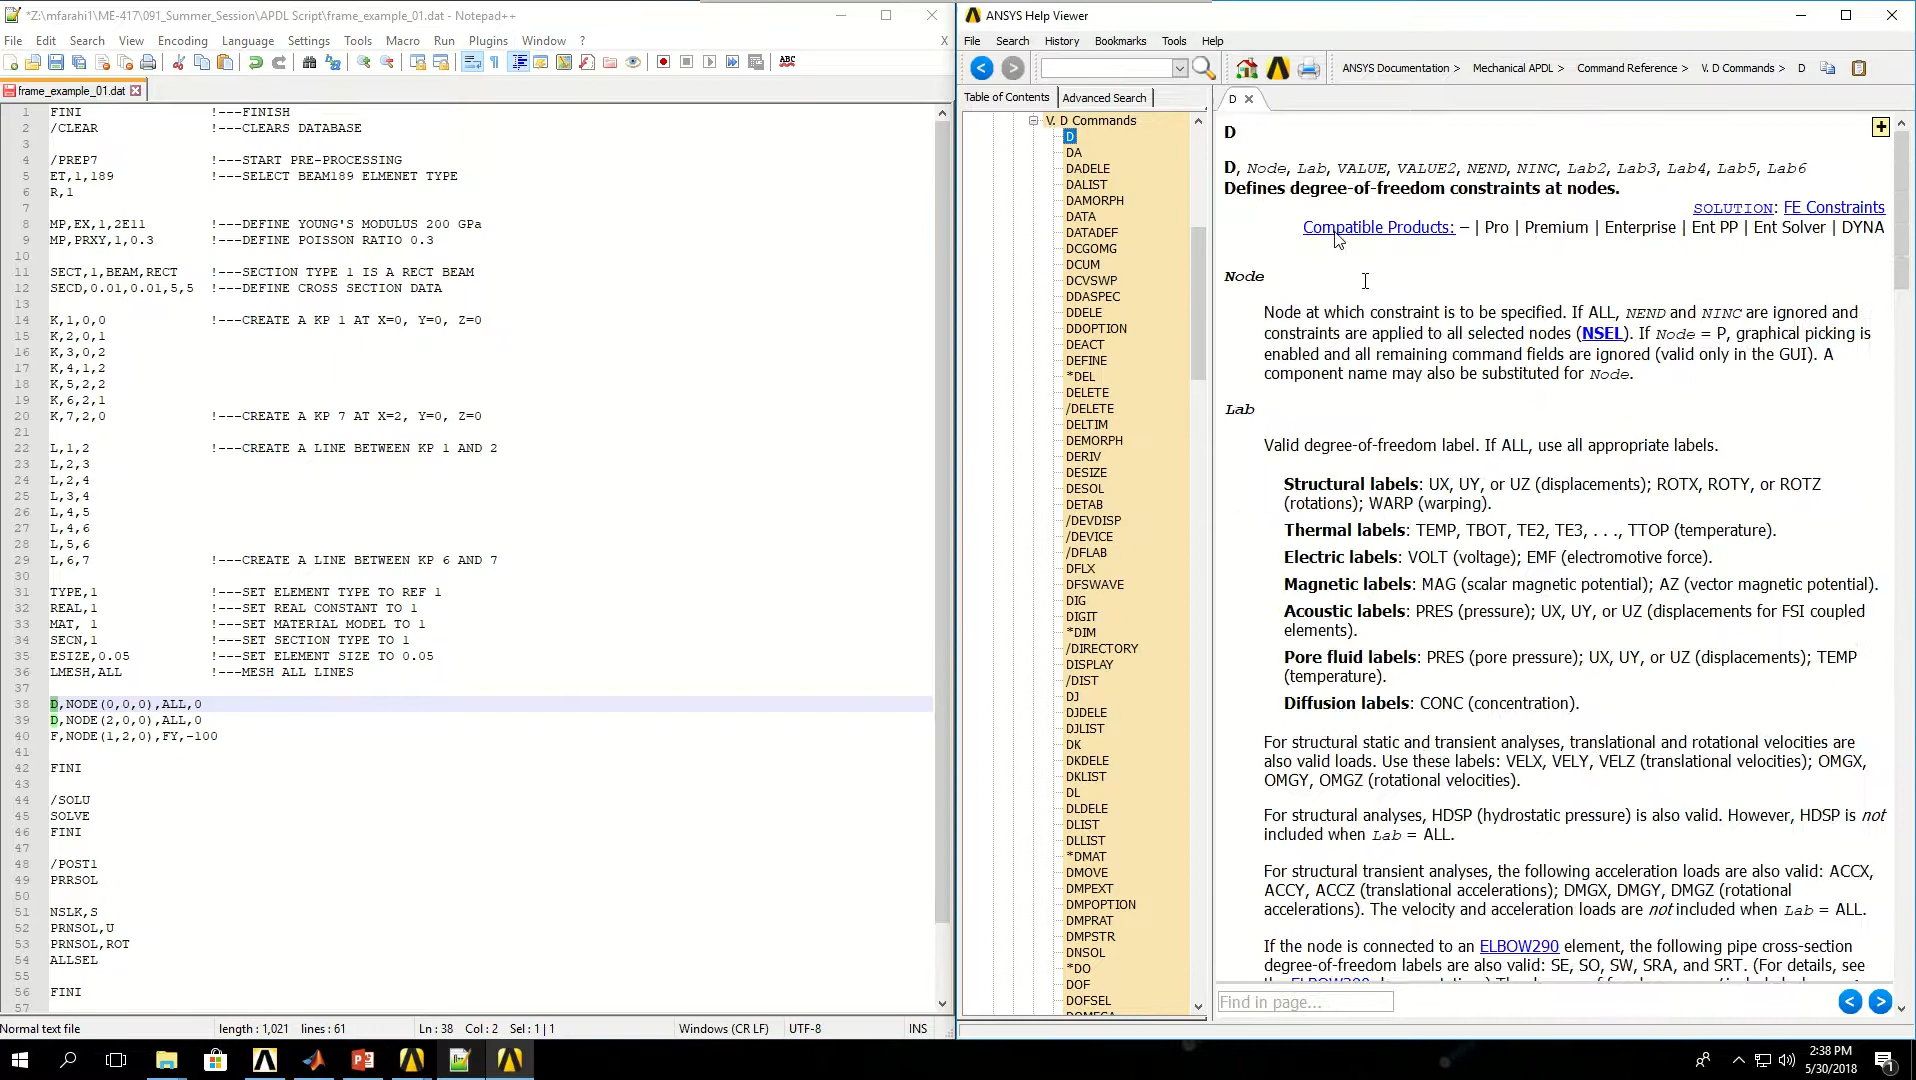 *Z:\mfarahi1\ME-417\091_Summer_Session\APDL Script\frame_example_01.dat - Notepad++
File Edit Search View Encoding Language Settings Tools Macro Run Plugins Window ? X
frame_example_01.dat
1 FINI !---FINISH
2 /CLEAR !---CLEARS DATABASE
3
4 /PREP7 !---START PRE-PROCESSING
5 ET,1,189 !---SELECT BEAM189 ELMENET TYPE
6 R,1
7
8 MP,EX,1,2E11 !---DEFINE YOUNG'S MODULUS 200 GPa
9 MP,PRXY,1,0.3 !---DEFINE POISSON RATIO 0.3
10
11 SECT,1,BEAM,RECT !---SECTION TYPE 1 IS A RECT BEAM
12 SECD,0.01,0.01,5,5 !---DEFINE CROSS SECTION DATA
13
14 K,1,0,0 !---CREATE A KP 1 AT X=0, Y=0, Z=0
15 K,2,0,1
16 K,3,0,2
17 K,4,1,2
18 K,5,2,2
19 K,6,2,1
20 K,7,2,0 !---CREATE A KP 7 AT X=2, Y=0, Z=0
21
22 L,1,2 !---CREATE A LINE BETWEEN KP 1 AND 2
23 L,2,3
24 L,2,4
25 L,3,4
26 L,4,5
27 L,4,6
28 L,5,6
29 L,6,7 !---CREATE A LINE BETWEEN KP 6 AND 7
30
31 TYPE,1 !---SET ELEMENT TYPE TO REF 1
32 REAL,1 !---SET REAL CONSTANT TO 1
33 MAT, 1 !---SET MATERIAL MODEL TO 1
34 SECN,1 !---SET SECTION TYPE TO 1
35 ESIZE,0.05 !---SET ELEMENT SIZE TO 0.05
36 LMESH,ALL !---MESH ALL LINES
37
38 D,NODE(0,0,0),ALL,0
39 D,NODE(2,0,0),ALL,0
40 F,NODE(1,2,0),FY,-100
41
42 FINI
43
44 /SOLU
45 SOLVE
46 FINI
47
48 /POST1
49 PRRSOL
50
51 NSLK,S
52 PRNSOL,U
53 PRNSOL,ROT
54 ALLSEL
55
56 FINI
57
Normal text file length : 1,021 lines : 61 Ln : 38 Col : 2 Sel : 1 | 1 Windows (CR LF) UTF-8 INS
ANSYS Help Viewer
File Search History Bookmarks Tools Help
ANSYS Documentation > Mechanical APDL > Command Reference > V. D Commands > D
Table of Contents Advanced Search
V. D Commands
D
DA
DADELE
DALIST
DAMORPH
DATA
DATADEF
DCGOMG
DCUM
DCVSWP
DDASPEC
DDELE
DDOPTION
DEACT
DEFINE
*DEL
DELETE
/DELETE
DELTIM
DEMORPH
DERIV
DESIZE
DESOL
DETAB
/DEVDISP
/DEVICE
/DFLAB
DFLX
DFSWAVE
DIG
DIGIT
*DIM
/DIRECTORY
DISPLAY
/DIST
DJ
DJDELE
DJLIST
DK
DKDELE
DKLIST
DL
DLDELE
DLIST
DLLIST
*DMAT
DMOVE
DMPEXT
DMPOPTION
DMPRAT
DMPSTR
DNSOL
*DO
DOF
DOFSEL
DOMEGA
D
D
D, Node, Lab, VALUE, VALUE2, NEND, NINC, Lab2, Lab3, Lab4, Lab5, Lab6
Defines degree-of-freedom constraints at nodes.
SOLUTION: FE Constraints
Compatible Products: – | Pro | Premium | Enterprise | Ent PP | Ent Solver | DYNA
Node
Node at which constraint is to be specified. If ALL, NEND and NINC are ignored and
constraints are applied to all selected nodes (NSEL). If Node = P, graphical picking is
enabled and all remaining command fields are ignored (valid only in the GUI). A
component name may also be substituted for Node.
Lab
Valid degree-of-freedom label. If ALL, use all appropriate labels.
Structural labels: UX, UY, or UZ (displacements); ROTX, ROTY, or ROTZ
(rotations); WARP (warping).
Thermal labels: TEMP, TBOT, TE2, TE3, . . ., TTOP (temperature).
Electric labels: VOLT (voltage); EMF (electromotive force).
Magnetic labels: MAG (scalar magnetic potential); AZ (vector magnetic potential).
Acoustic labels: PRES (pressure); UX, UY, or UZ (displacements for FSI coupled
elements).
Pore fluid labels: PRES (pore pressure); UX, UY, or UZ (displacements); TEMP
(temperature).
Diffusion labels: CONC (concentration).
For structural static and transient analyses, translational and rotational velocities are
also valid loads. Use these labels: VELX, VELY, VELZ (translational velocities); OMGX,
OMGY, OMGZ (rotational velocities).
For structural analyses, HDSP (hydrostatic pressure) is also valid. However, HDSP is not
included when Lab = ALL.
For structural transient analyses, the following acceleration loads are also valid: ACCX,
ACCY, ACCZ (translational accelerations); DMGX, DMGY, DMGZ (rotational
accelerations). The velocity and acceleration loads are not included when Lab = ALL.
If the node is connected to an ELBOW290 element, the following pipe cross-section
degree-of-freedom labels are also valid: SE, SO, SW, SRA, and SRT. (For details, see
Find in page...
2:38 PM
5/30/2018